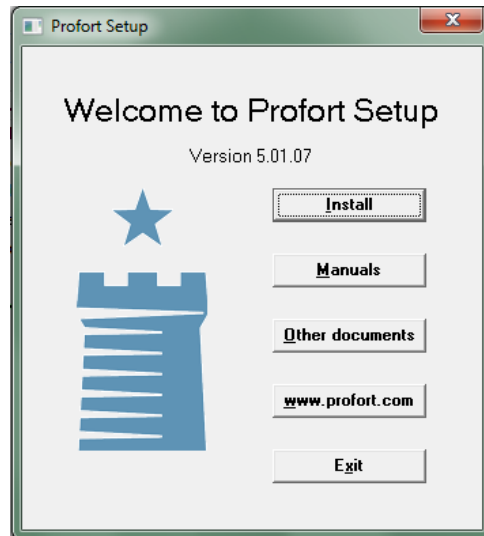 Profort Setup
Welcome to Profort Setup
Version 5.01.07
Install
Manuals
Other documents
www.profort.com
Exit